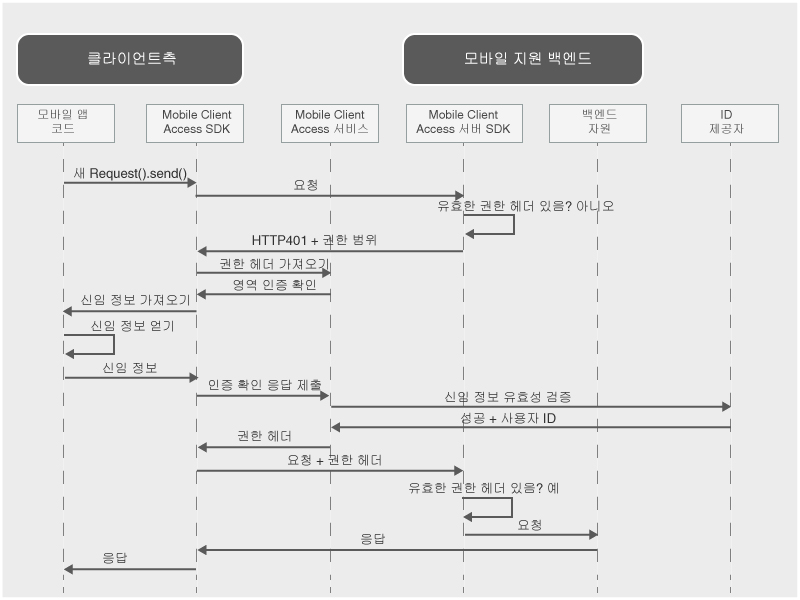 클라이언트측
모바일 지원 백엔드
모바일 앱
코드
Mobile Client
Access SDK
Mobile Client
Access 서비스
Mobile Client
Access 서버 SDK
백엔드
자원
ID
제공자
새 Request().send()
요청
유효한 권한 헤더 있음? 아니오
HTTP401 + 권한 범위
권한 헤더 가져오기
영역 인증 확인
신임 정보 가져오기
신임 정보 얻기
신임 정보
인증 확인 응답 제출
신임 정보 유효성 검증
성공 + 사용자 ID
권한 헤더
요청 + 권한 헤더
유효한 권한 헤더 있음? 예
요청
응답
응답